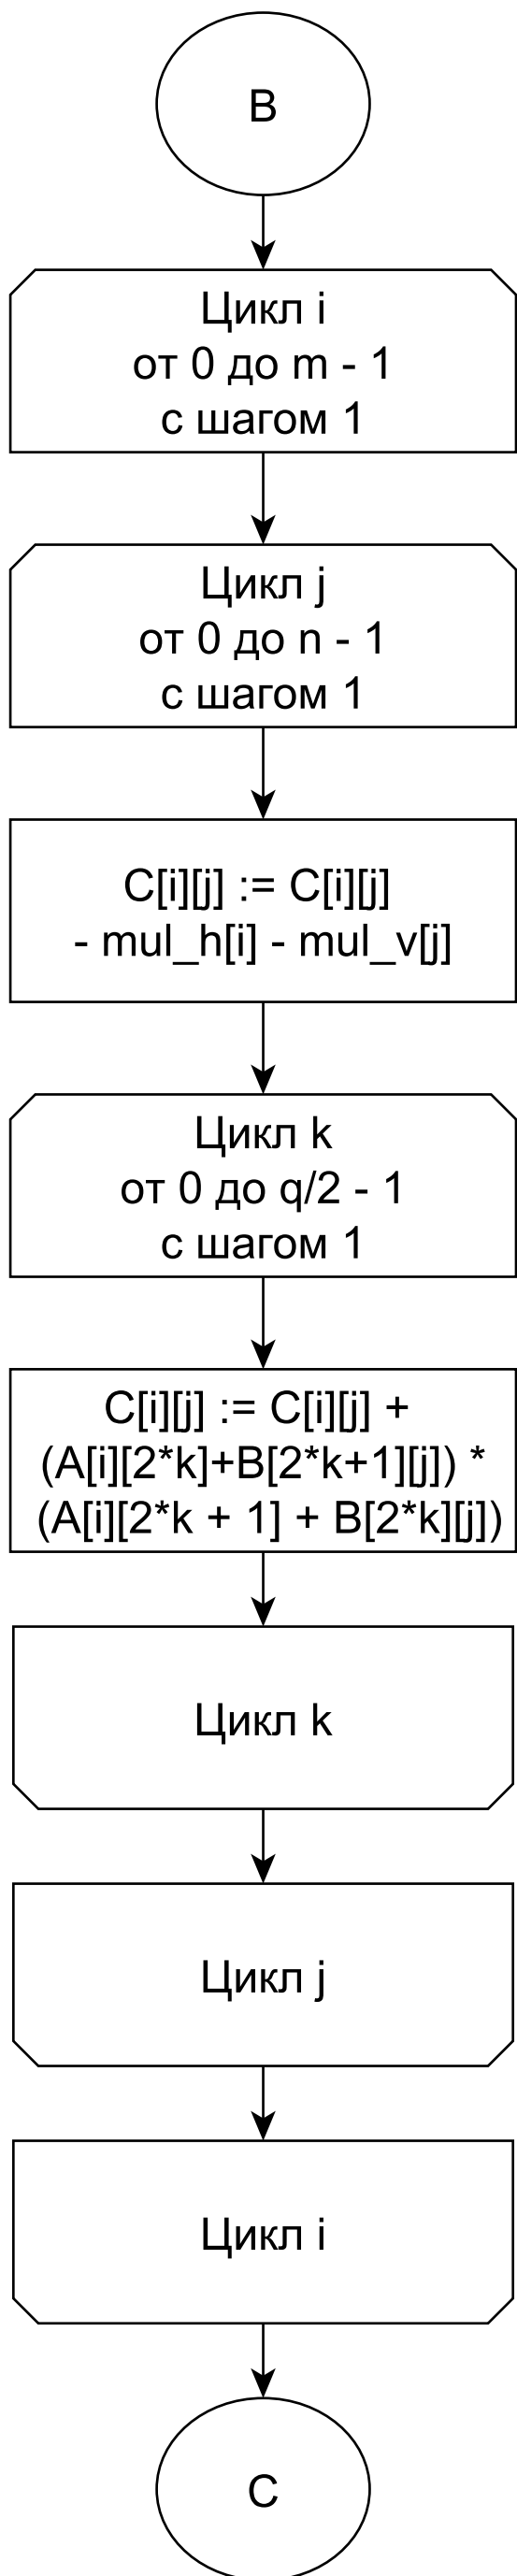 B
Цикл i
от 0 до m - 1
с шагом 1
Цикл j
от 0 до n - 1
с шагом 1
C[i][j] := C[i][j]
- mul_h[i] - mul_v[j]
Цикл k
от 0 до q/2 - 1
с шагом 1
C[i][j] := C[i][j] +
(A[i][2*k]+B[2*k+1][j]) *
(A[i][2*k + 1] + B[2*k][j])
Цикл k
Цикл j
Цикл i
C